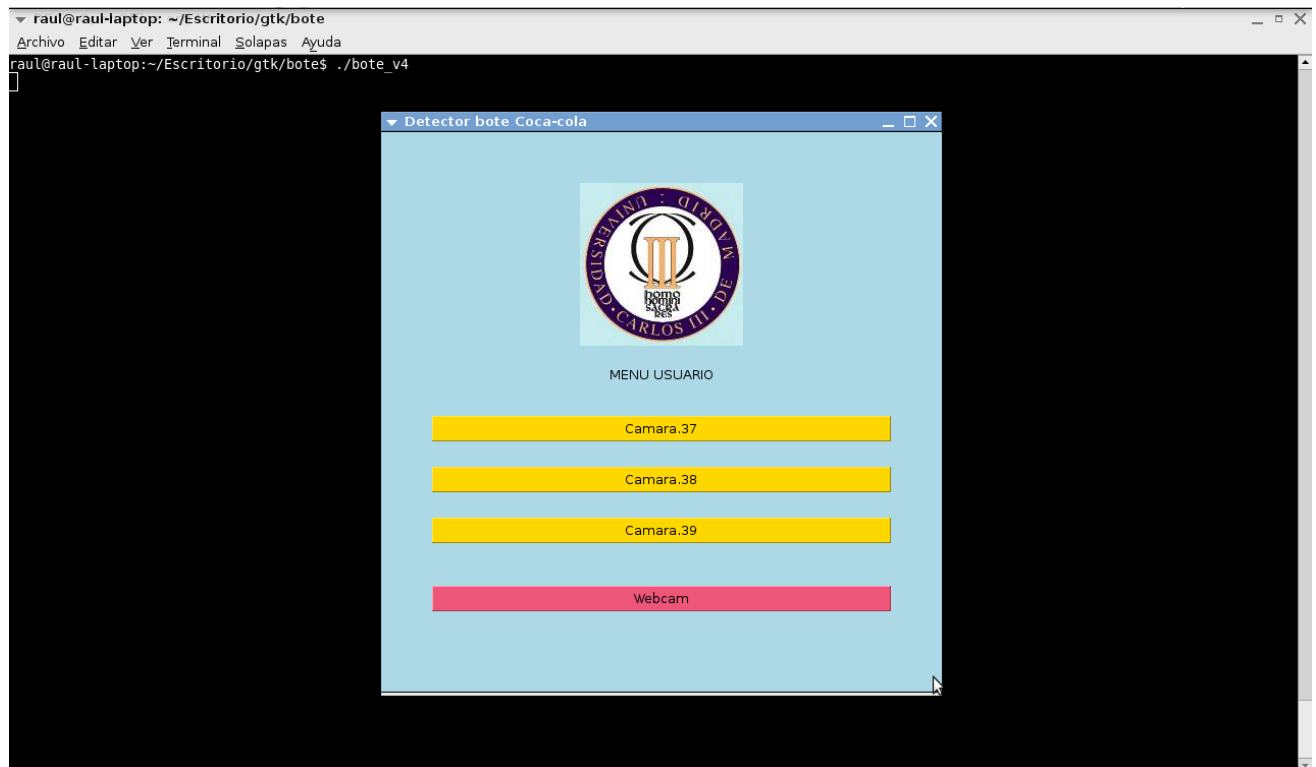 raul@raul-laptop: ~/Escritorio/gtk/bote
Archivo Editar Ver Terminal Solapas Ayuda
raul@raul-laptop:~/Escritorio/gtk/bote$ ./bote_v4
Detector bote Coca-cola
UNIVERSIDAD · CARLOS III · DE MADRID :
homo
homini
SACRA
RES
MENU USUARIO
Camara.37
Camara.38
Camara.39
Webcam